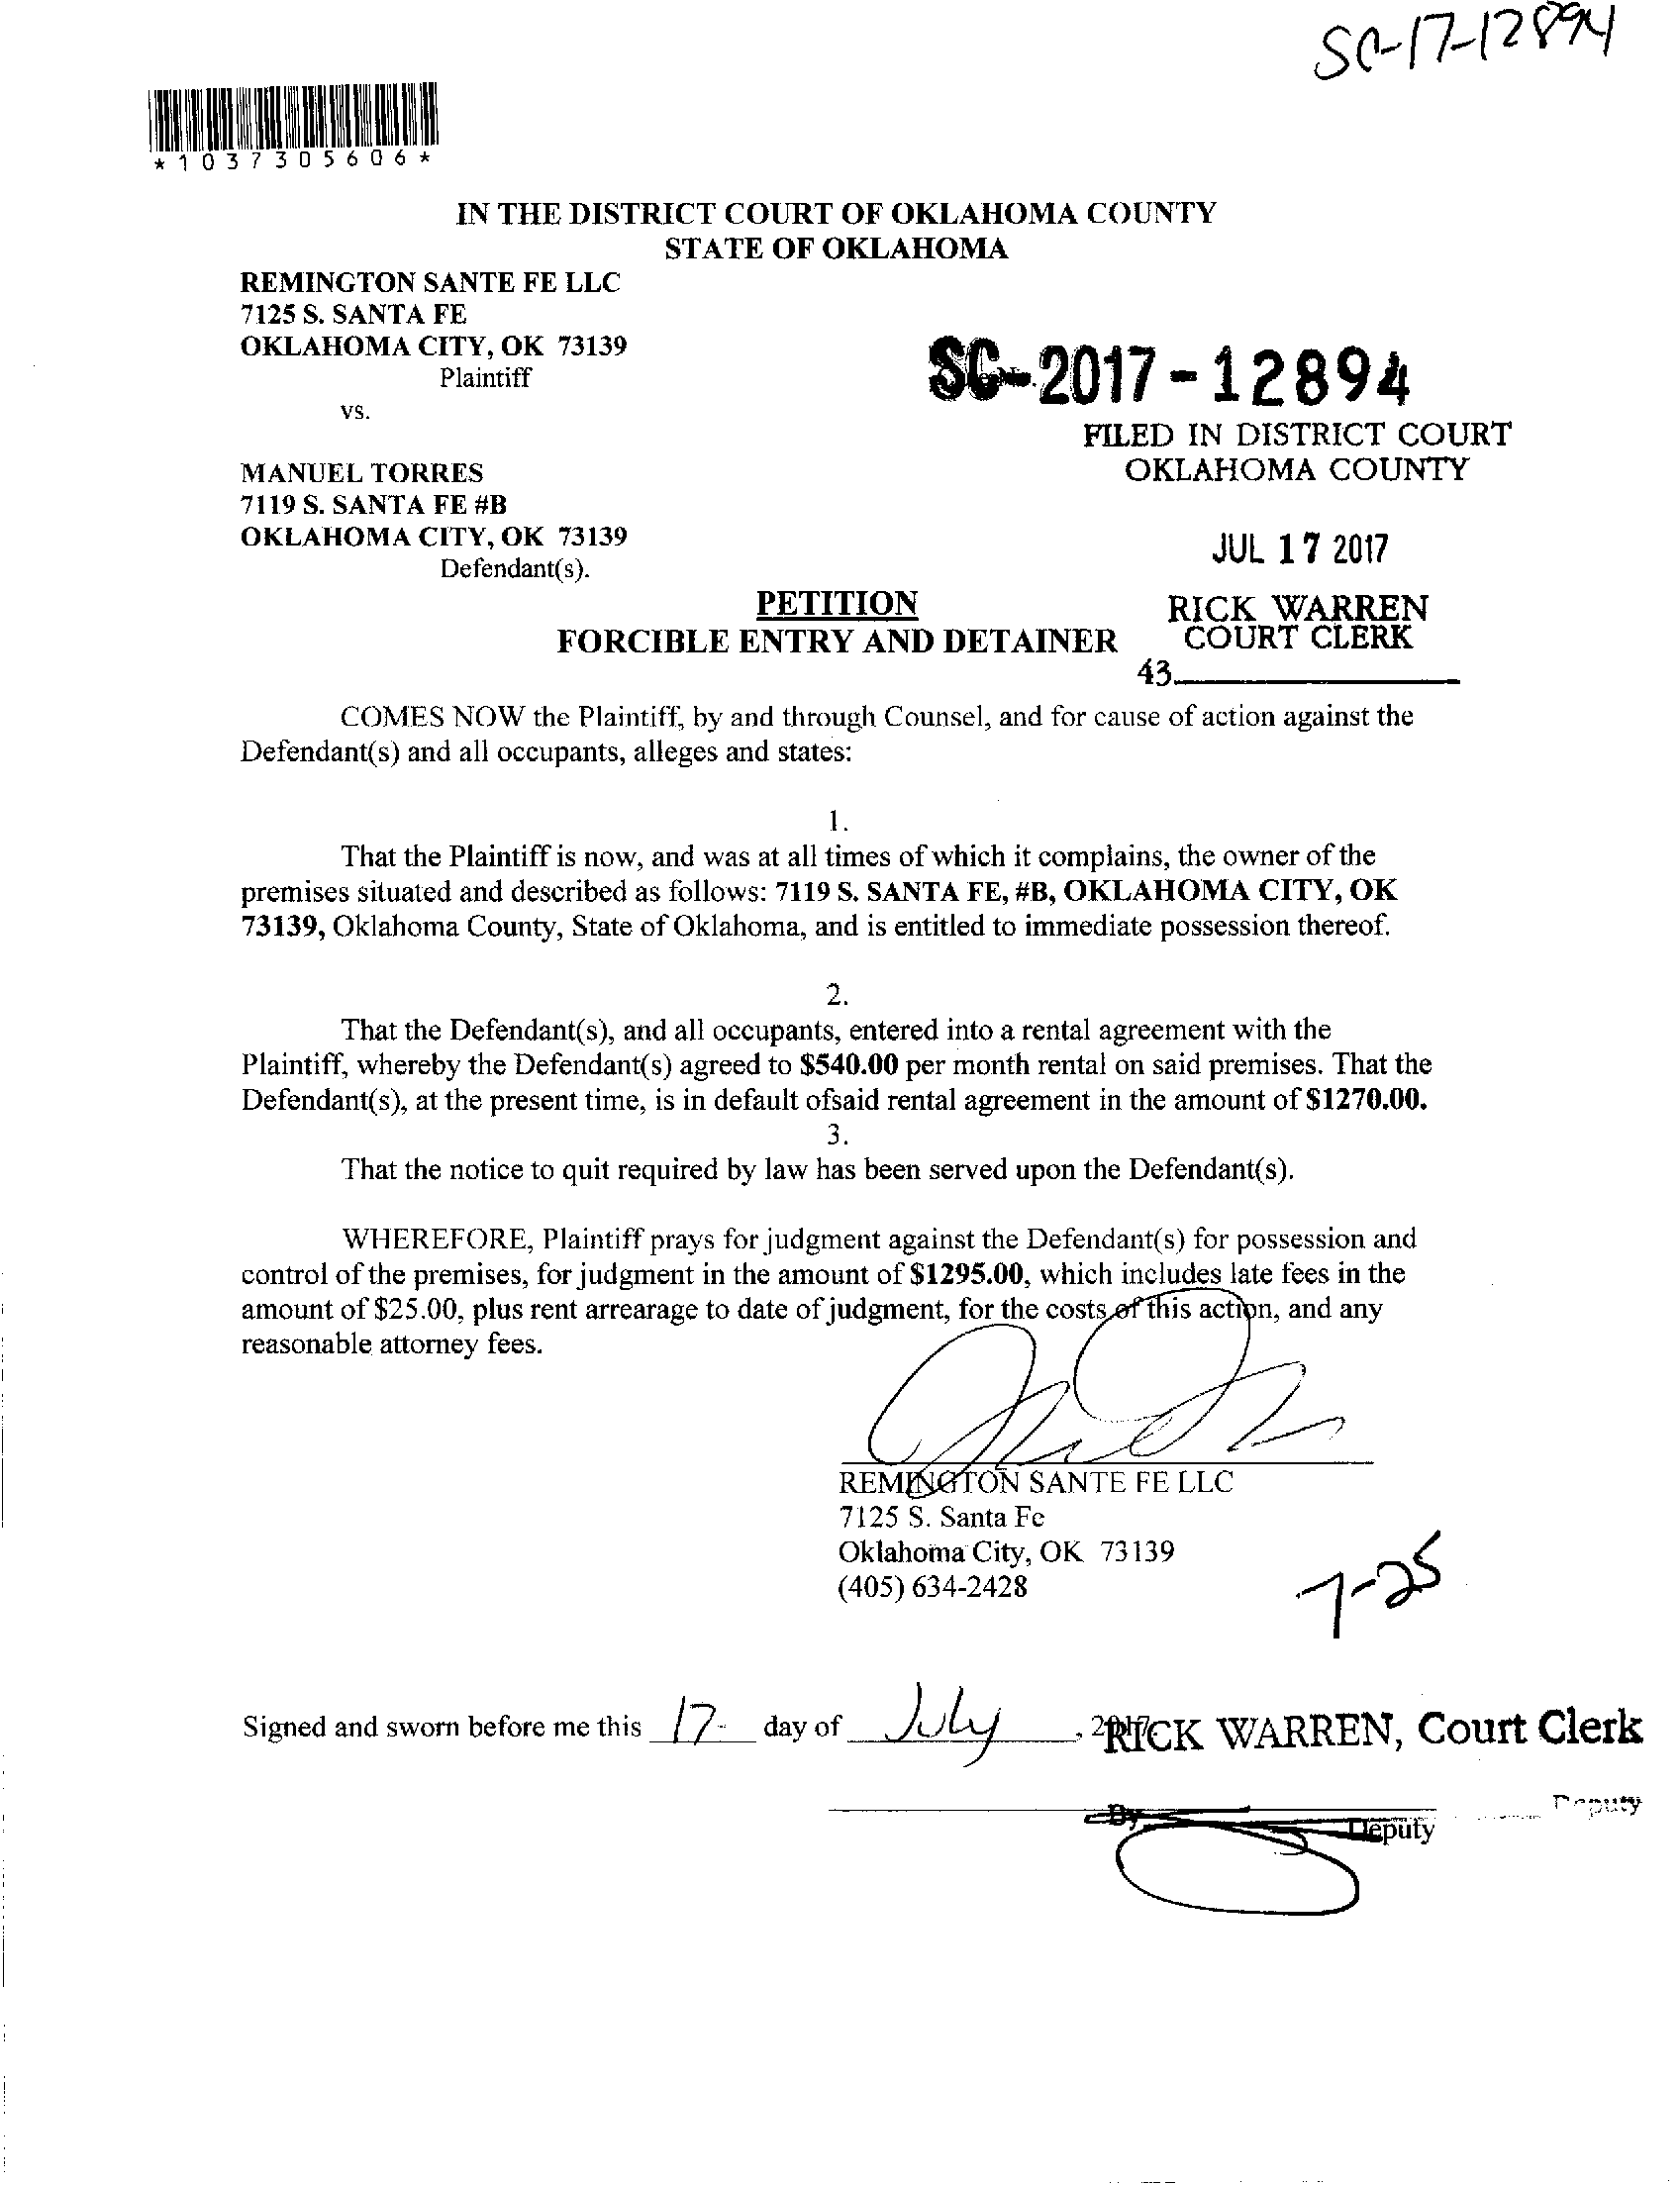 SC-17-12894
*1037305606*
IN THE DISTRICT COURT OF OKLAHOMA COUNTY
STATE OF OKLAHOMA
REMINGTON SANTE FE LLC
7125 S. SANTA FE
OKLAHOMA CITY, OK 73139
Plaintiff
vs.
SC-2017-12894
FILED IN DISTRICT COURT
OKLAHOMA COUNTY
MANUEL TORRES
7119 S. SANTA FE #B
OKLAHOMA CITY, OK 73139
Defendant(s).
JUL 17 2017
PETITION
FORCIBLE ENTRY AND DETAINER
RICK WARREN
COURT CLERK
43
COMES NOW the Plaintiff, by and through Counsel, and for cause of action against the
Defendant(s) and all occupants, alleges and states:
1.
That the Plaintiff is now, and was at all times of which it complains, the owner of the
premises situated and described as follows: 7119 S. SANTA FE, #B, OKLAHOMA CITY, OK
73139, Oklahoma County, State of Oklahoma, and is entitled to immediate possession thereof.
2.
That the Defendant(s), and all occupants, entered into a rental agreement with the
Plaintiff, whereby the Defendant(s) agreed to $540.00 per month rental on said premises. That the
Defendant(s), at the present time, is in default ofsaid rental agreement in the amount of $1270.00.
3.
That the notice to quit required by law has been served upon the Defendant(s).
WHEREFORE, Plaintiff prays for judgment against the Defendant(s) for possession and
control of the premises, for judgment in the amount of $1295.00, which includes late fees in the
amount of $25.00, plus rent arrearage to date of judgment, for the costs of this action, and any
reasonable attorney fees.
REMINGTON SANTE FE LLC
7125 S. Santa Fe
Oklahoma City, OK 73139
(405) 634-2428
7-25
Signed and sworn before me this 17 day of July, 2017.
RICK WARREN, Court Clerk
By
Deputy
Deputy